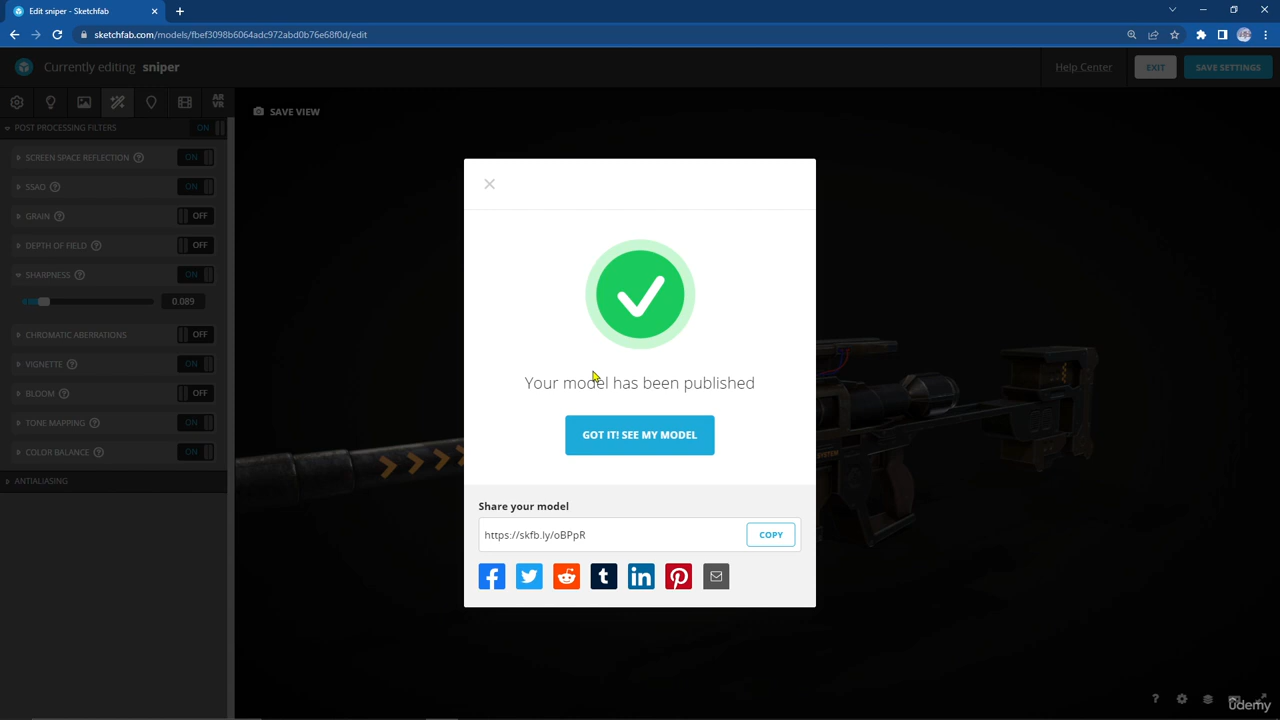 Edit sniper - Sketchfab
sketchfab.com/models/fbef3098b6064adc972abd0b76e68f0d/edit
Currently editing sniper
Help Center
EXIT
SAVE SETTINGS
AR
VR
SAVE VIEW
POST PROCESSING FILTERS ON
SCREEN SPACE REFLECTION ? ON
SSAO ? ON
GRAIN ? OFF
DEPTH OF FIELD ? OFF
SHARPNESS ? ON
0.089
CHROMATIC ABERRATIONS OFF
VIGNETTE ? ON
BLOOM ? OFF
TONE MAPPING ? ON
COLOR BALANCE ? ON
ANTIALIASING
Your model has been published
GOT IT! SEE MY MODEL
Share your model
https://skfb.ly/oBPpR
COPY
?
udemy